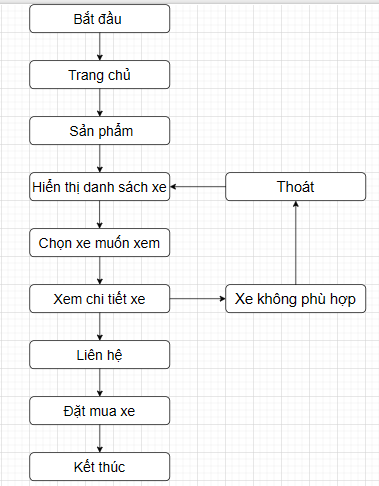 Bắt đầu
Trang chủ
Sản phẩm
Hiển thị danh sách xe
Thoát
Chọn xe muốn xem
Xem chi tiết xe
Xe không phù hợp
Liên hệ
Đặt mua xe
Kết thúc